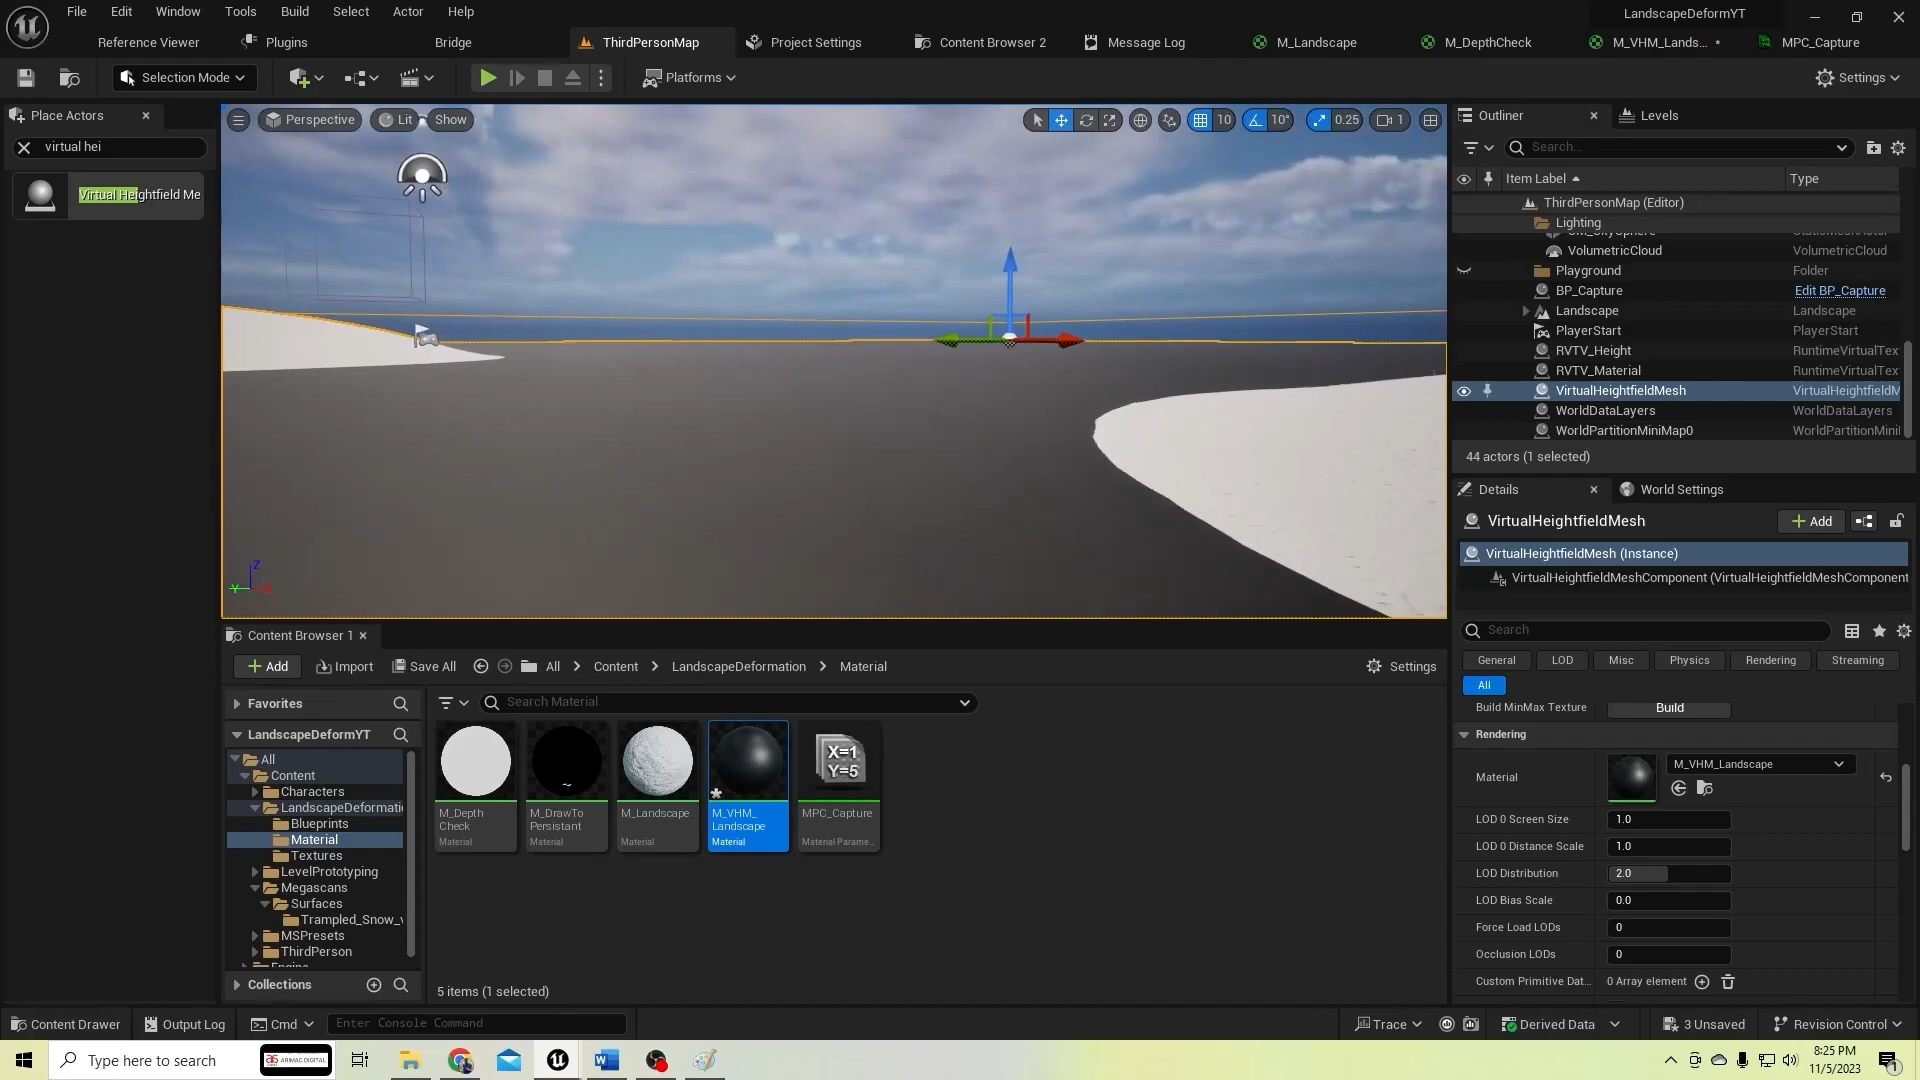 File Edit Window Tools Build Select Actor Help
LandscapeDeformYT
Reference Viewer Plugins Bridge ThirdPersonMap Project Settings Content Browser 2 Message Log M_Landscape M_DepthCheck M_VHM_Lands... • MPC_Capture
Selection Mode Platforms Settings
Place Actors
virtual hei
Virtual Heightfield Me
Perspective Lit Show 10 10° 0.25 1
Z
Y X
Outliner Levels
Search...
Item Label Type
ThirdPersonMap (Editor)
Lighting
VolumetricCloud VolumetricCloud
Playground Folder
BP_Capture Edit BP_Capture
Landscape Landscape
PlayerStart PlayerStart
RVTV_Height RuntimeVirtualTex
RVTV_Material RuntimeVirtualTex
VirtualHeightfieldMesh VirtualHeightfieldM
WorldDataLayers WorldDataLayers
WorldPartitionMiniMap0 WorldPartitionMini
44 actors (1 selected)
Details World Settings
VirtualHeightfieldMesh Add
VirtualHeightfieldMesh (Instance)
VirtualHeightfieldMeshComponent (VirtualHeightfieldMeshComponent
Search
General LOD Misc Physics Rendering Streaming
All
Build MinMax Texture Build
Rendering
Material M_VHM_Landscape
LOD 0 Screen Size 1.0
LOD 0 Distance Scale 1.0
LOD Distribution 2.0
LOD Bias Scale 0.0
Force Load LODs 0
Occlusion LODs 0
Custom Primitive Dat... 0 Array element
Content Browser 1
Add Import Save All All Content LandscapeDeformation Material Settings
Favorites
LandscapeDeformYT
All
Content
Characters
LandscapeDeformati
Blueprints
Material
Textures
LevelPrototyping
Megascans
Surfaces
Trampled_Snow_v
MSPresets
ThirdPerson
Engine
Collections
Search Material
M_Depth
Check
Material
M_DrawTo
Persistant
Material
M_Landscape
Material
M_VHM_
Landscape
Material
X=1
Y=5
MPC_Capture
Material Parame...
5 items (1 selected)
Content Drawer Output Log Cmd Enter Console Command Trace Derived Data 3 Unsaved Revision Control
Type here to search
ARIMAC DIGITAL
8:25 PM
11/5/2023
1